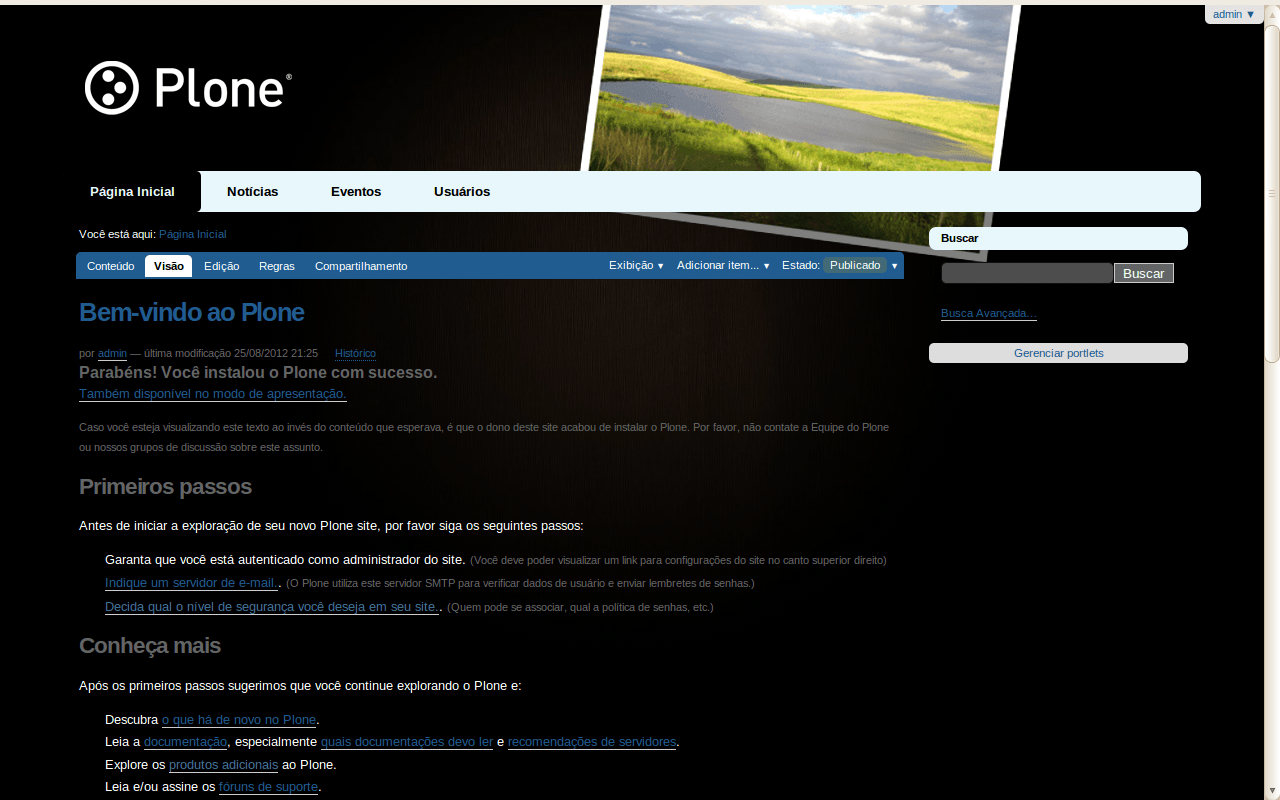 admin ▼
Plone®
Página Inicial Notícias Eventos Usuários
Você está aqui: Página Inicial
Buscar
Conteúdo Visão Edição Regras Compartilhamento Exibição ▼ Adicionar item... ▼ Estado: Publicado ▼
Buscar
Bem-vindo ao Plone
Busca Avançada...
por admin — última modificação 25/08/2012 21:25 Histórico
Gerenciar portlets
Parabéns! Você instalou o Plone com sucesso.
Também disponível no modo de apresentação.
Caso você esteja visualizando este texto ao invés do conteúdo que esperava, é que o dono deste site acabou de instalar o Plone. Por favor, não contate a Equipe do Plone
ou nossos grupos de discussão sobre este assunto.
Primeiros passos
Antes de iniciar a exploração de seu novo Plone site, por favor siga os seguintes passos:
Garanta que você está autenticado como administrador do site. (Você deve poder visualizar um link para configurações do site no canto superior direito)
Indique um servidor de e-mail.. (O Plone utiliza este servidor SMTP para verificar dados de usuário e enviar lembretes de senhas.)
Decida qual o nível de segurança você deseja em seu site.. (Quem pode se associar, qual a política de senhas, etc.)
Conheça mais
Após os primeiros passos sugerimos que você continue explorando o Plone e:
Descubra o que há de novo no Plone.
Leia a documentação, especialmente quais documentações devo ler e recomendações de servidores.
Explore os produtos adicionais ao Plone.
Leia e/ou assine os fóruns de suporte.